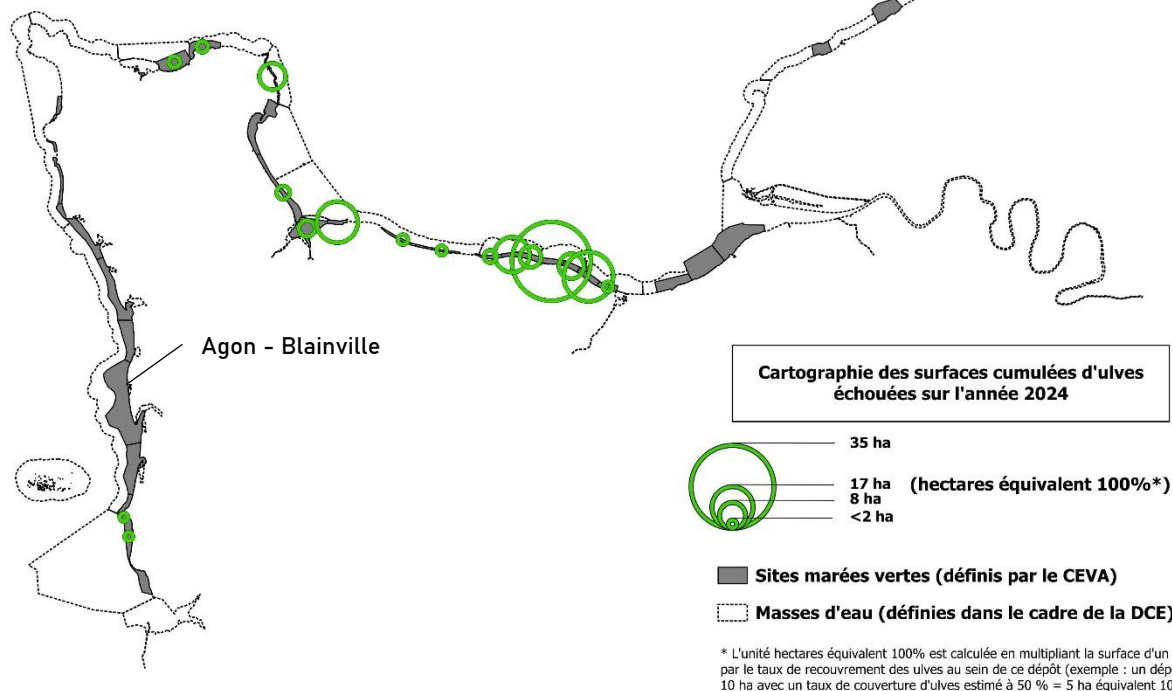 Agon - Blainville
Cartographie des surfaces cumulées d'ulves
échouées sur l'année 2024
35 ha
17 ha (hectares équivalent 100%*)
8 ha
<2 ha
Sites marées vertes (définis par le CEVA)
Masses d'eau (définies dans le cadre de la DCE)
* L'unité hectares équivalent 100% est calculée en multipliant la surface d'un
par le taux de recouvrement des ulves au sein de ce dépôt (exemple : un dép
10 ha avec un taux de couverture d'ulves estimé à 50 % = 5 ha équivalent 10